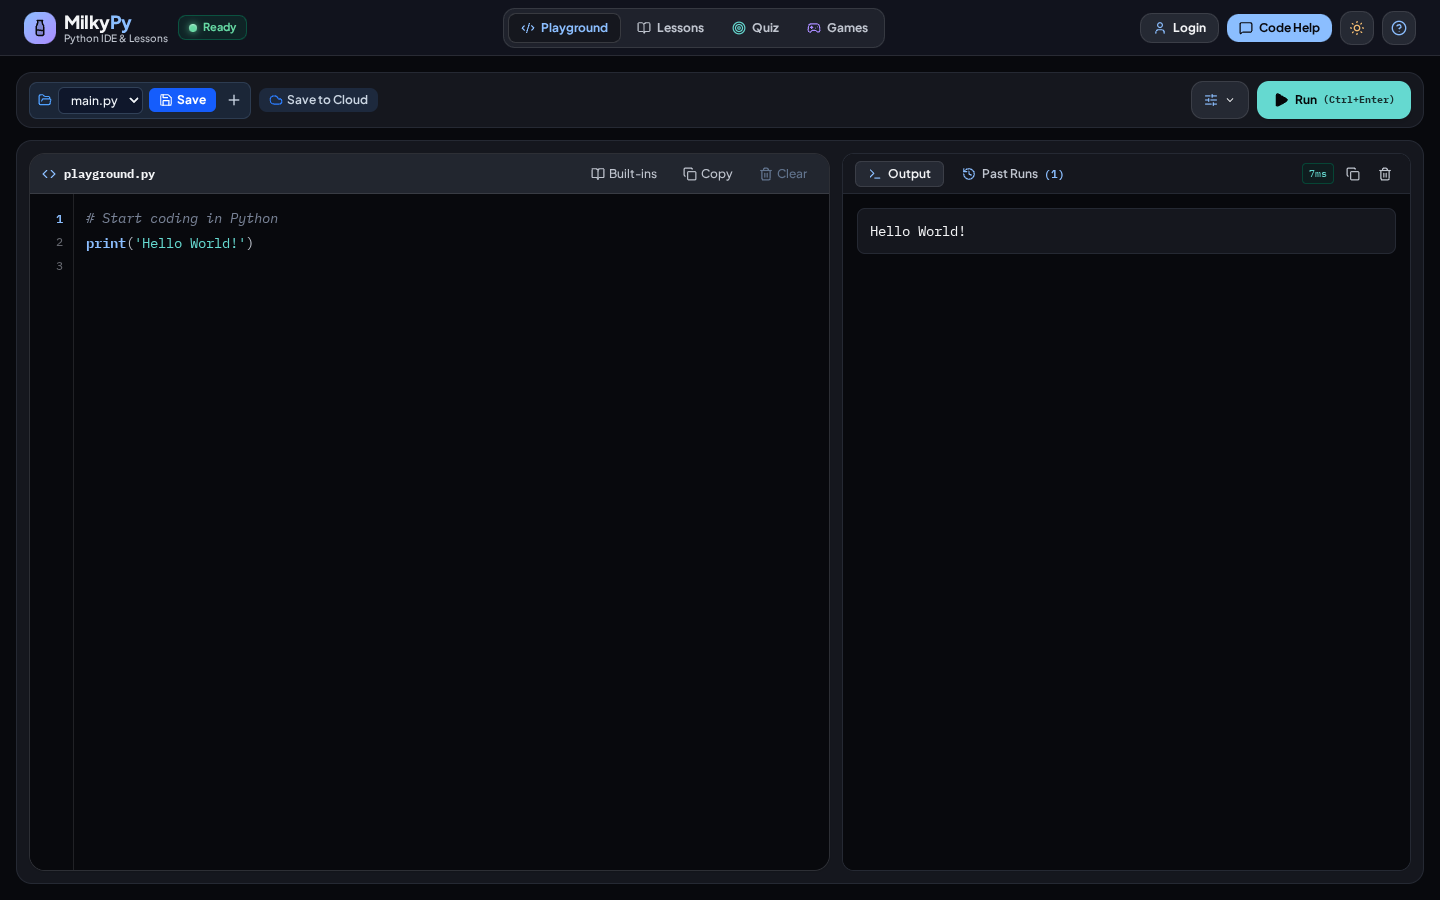 MilkyPy
Python IDE & Lessons
Ready
Playground
Lessons
Quiz
Games
Login
Code Help
main.py
Save
Save to Cloud
Run (Ctrl+Enter)
playground.py
Built-ins
Copy
Clear
1 # Start coding in Python
2 print('Hello World!')
3
Output
Past Runs (1)
7ms
Hello World!